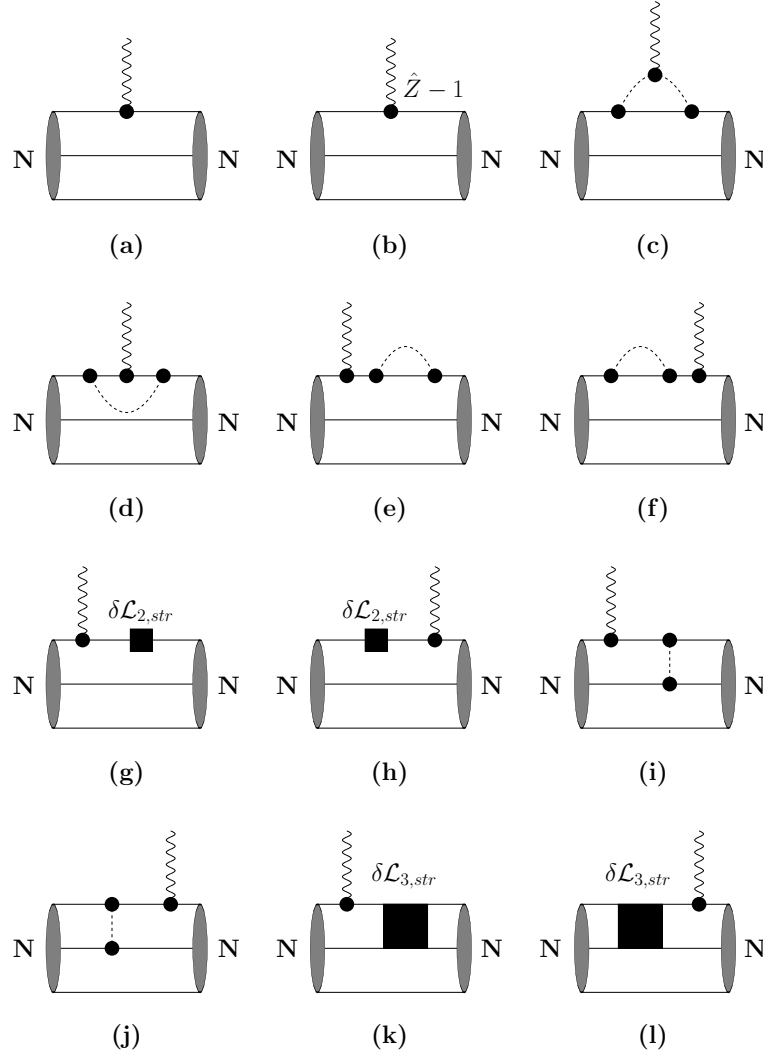 Ẑ − 1
N N N N N N
(a) (b) (c)
N N N N N N
(d) (e) (f)
δℒ₂,str δℒ₂,str
N N N N N N
(g) (h) (i)
δℒ₃,str δℒ₃,str
N N N N N N
(j) (k) (l)